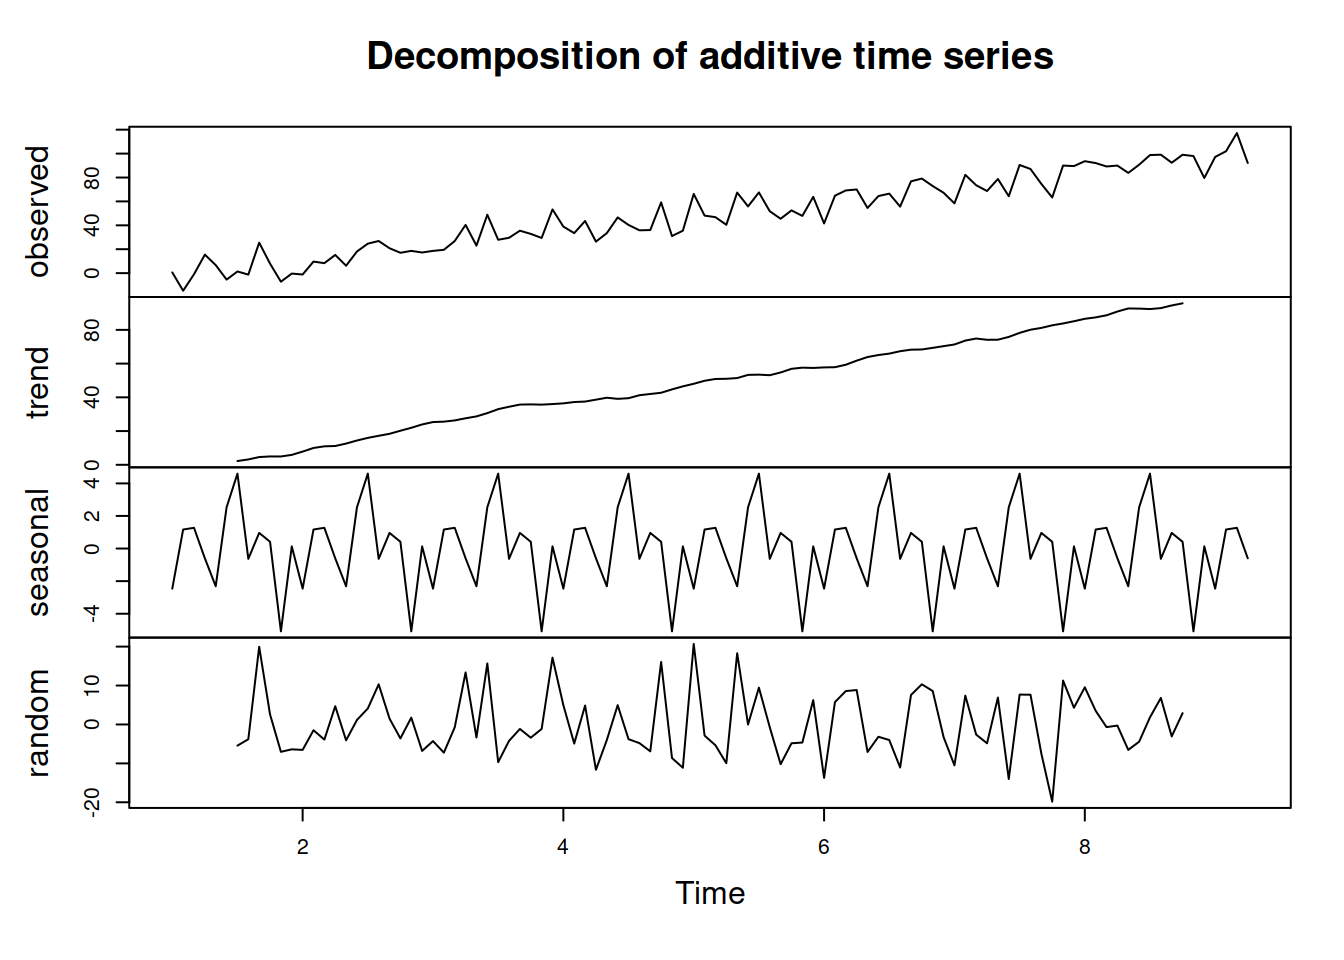 Decomposition of additive time series
observed
0 40 80
trend
0 40 80
seasonal
-4 0 2 4
random
-20 0 10
2 4 6 8
Time